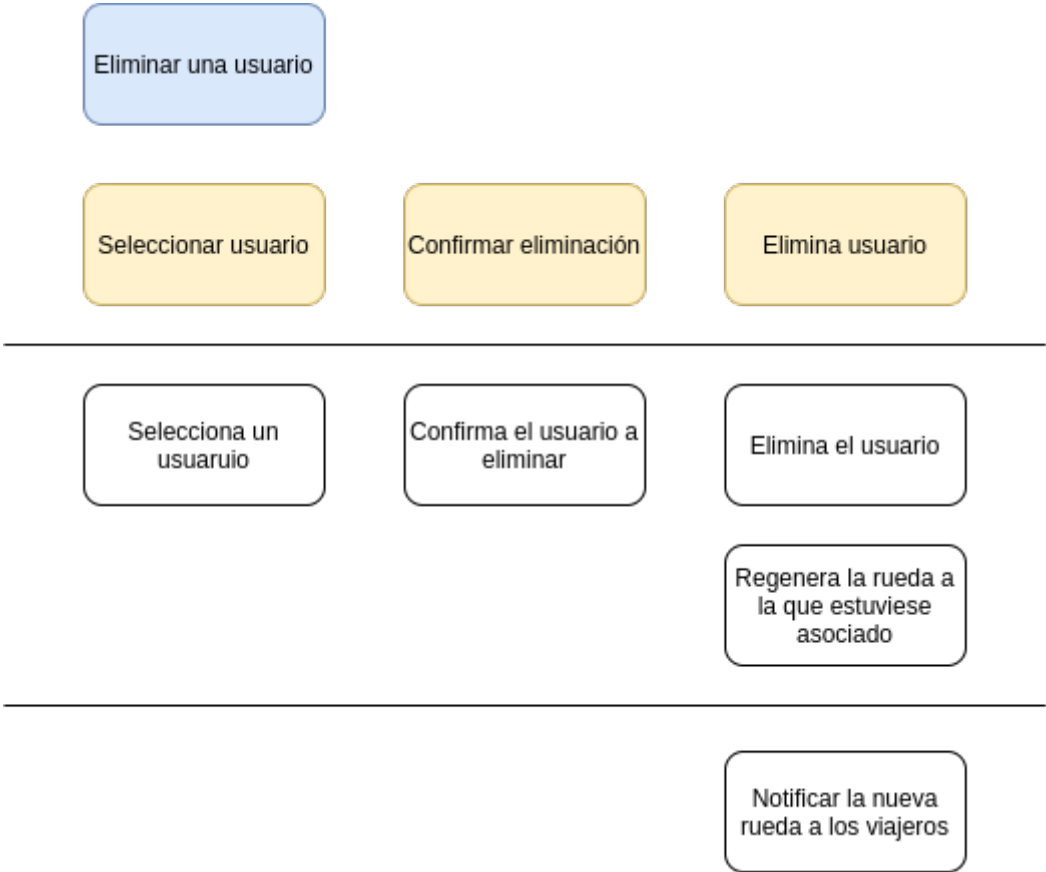 Eliminar una usuario
Seleccionar usuario
Confirmar eliminación
Elimina usuario
Selecciona un
usuaruio
Confirma el usuario a
eliminar
Elimina el usuario
Regenera la rueda a
la que estuviese
asociado
Notificar la nueva
rueda a los viajeros